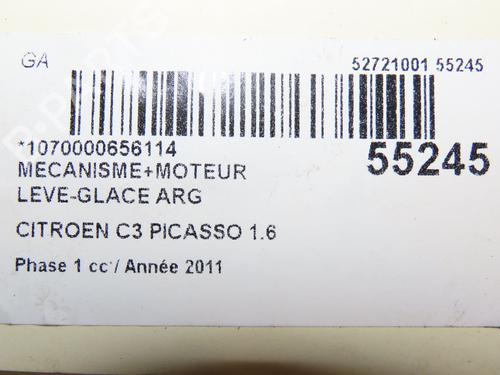 GA
52721001 55245
*1070000656114
55245
MECANISME+MOTEUR
LEVE-GLACE ARG
CITROEN C3 PICASSO 1.6
Phase 1 cc°/ Année 2011